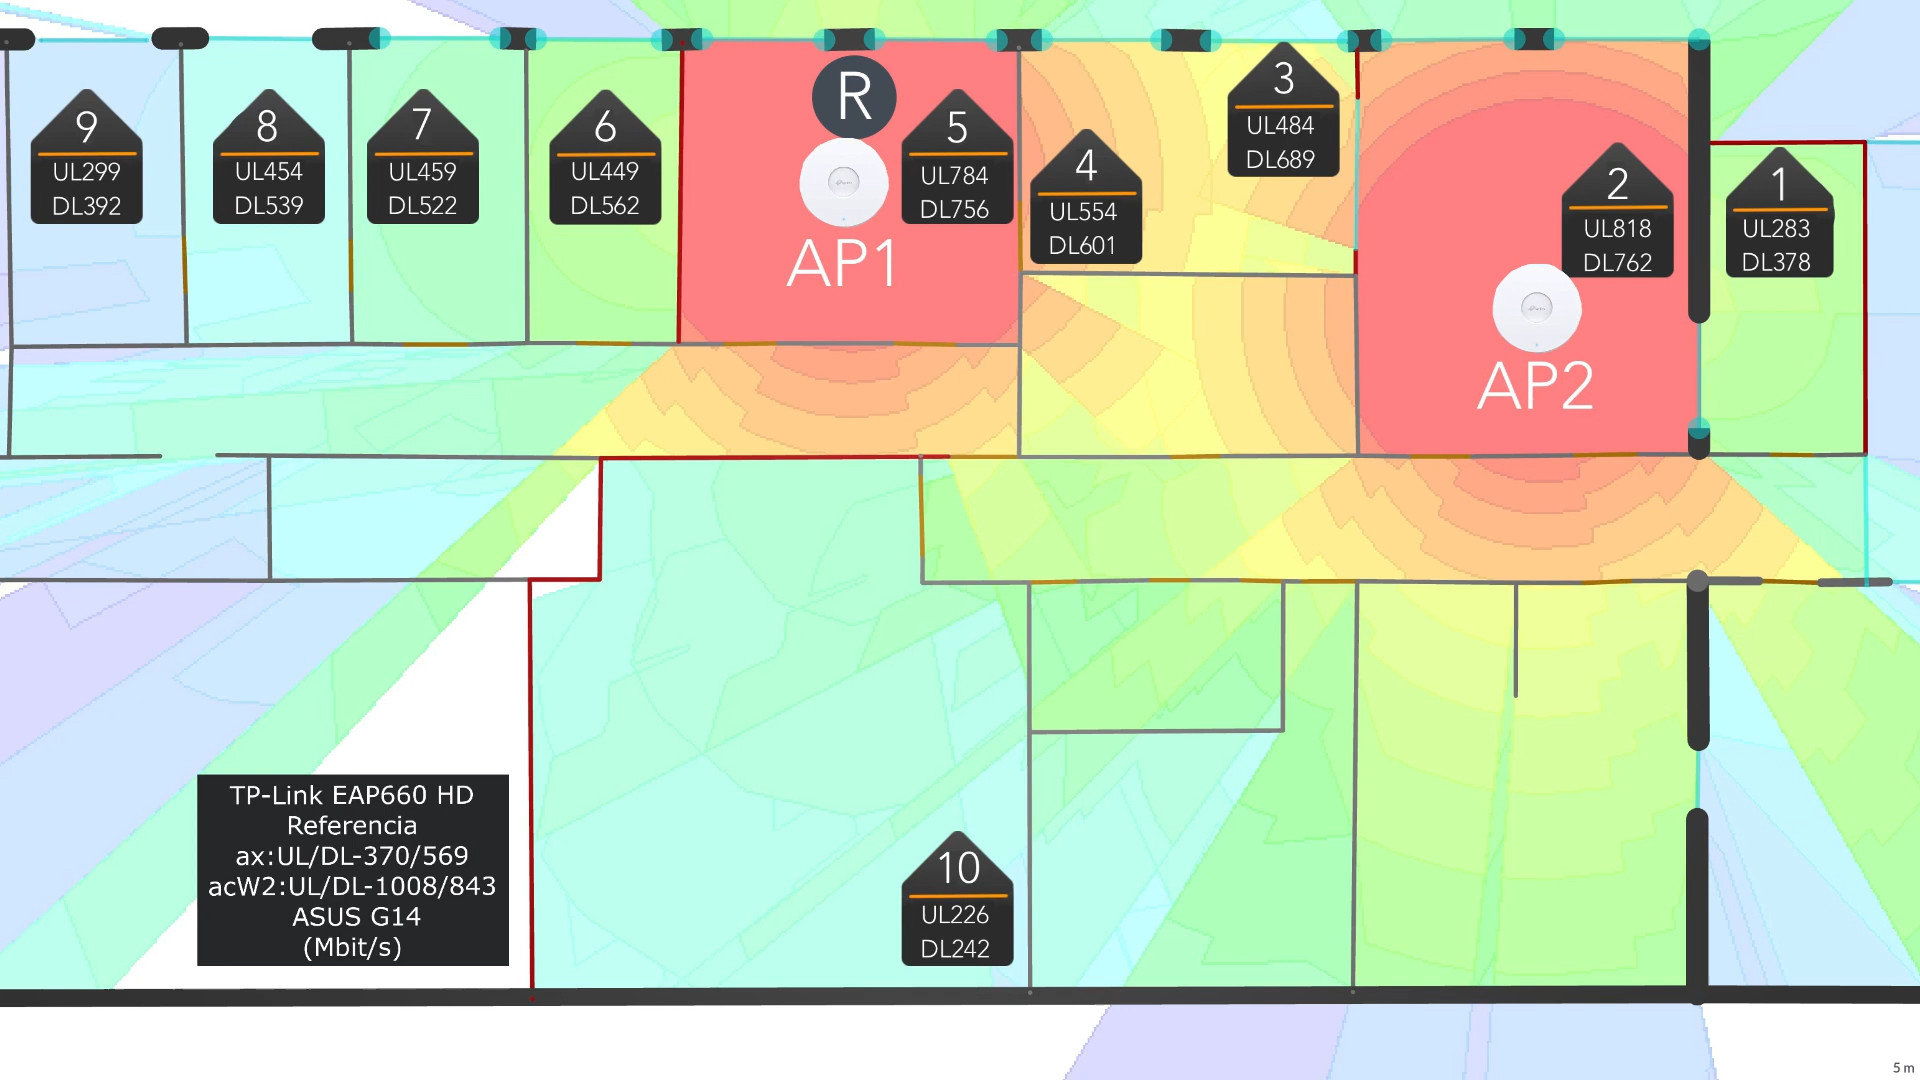 9
UL299
DL392
8
UL454
DL539
7
UL459
DL522
6
UL449
DL562
R
AP1
5
UL784
DL756
4
UL554
DL601
3
UL484
DL689
2
UL818
DL762
AP2
1
UL283
DL378
TP-Link EAP660 HD
Referencia
ax:UL/DL-370/569
acW2:UL/DL-1008/843
ASUS G14
(Mbit/s)
10
UL226
DL242
5 m